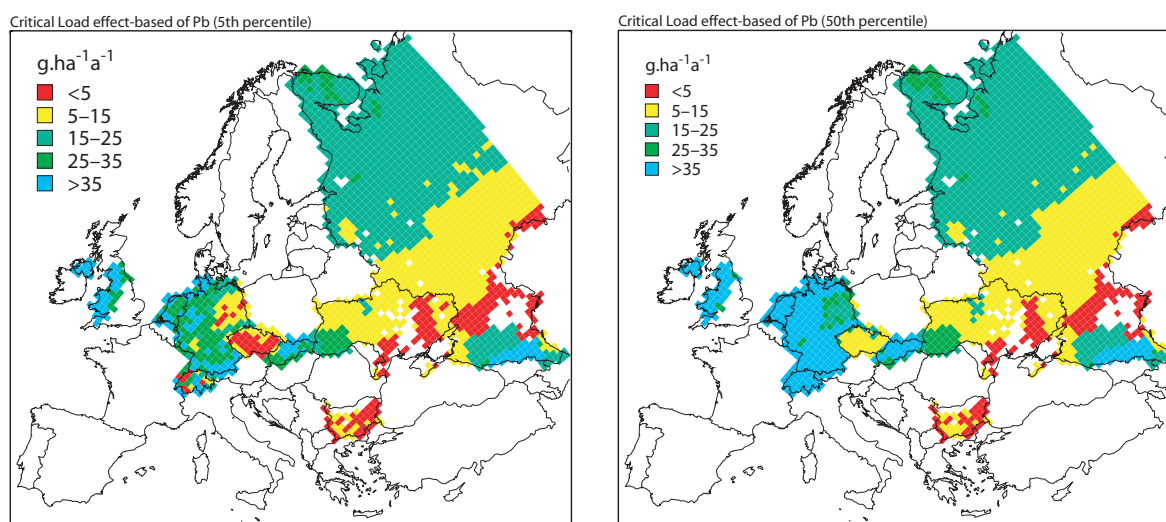 Critical Load effect-based of Pb (5th percentile)
g.ha⁻¹a⁻¹
<5
5–15
15–25
25–35
>35
Critical Load effect-based of Pb (50th percentile)
g.ha⁻¹a⁻¹
<5
5–15
15–25
25–35
>35